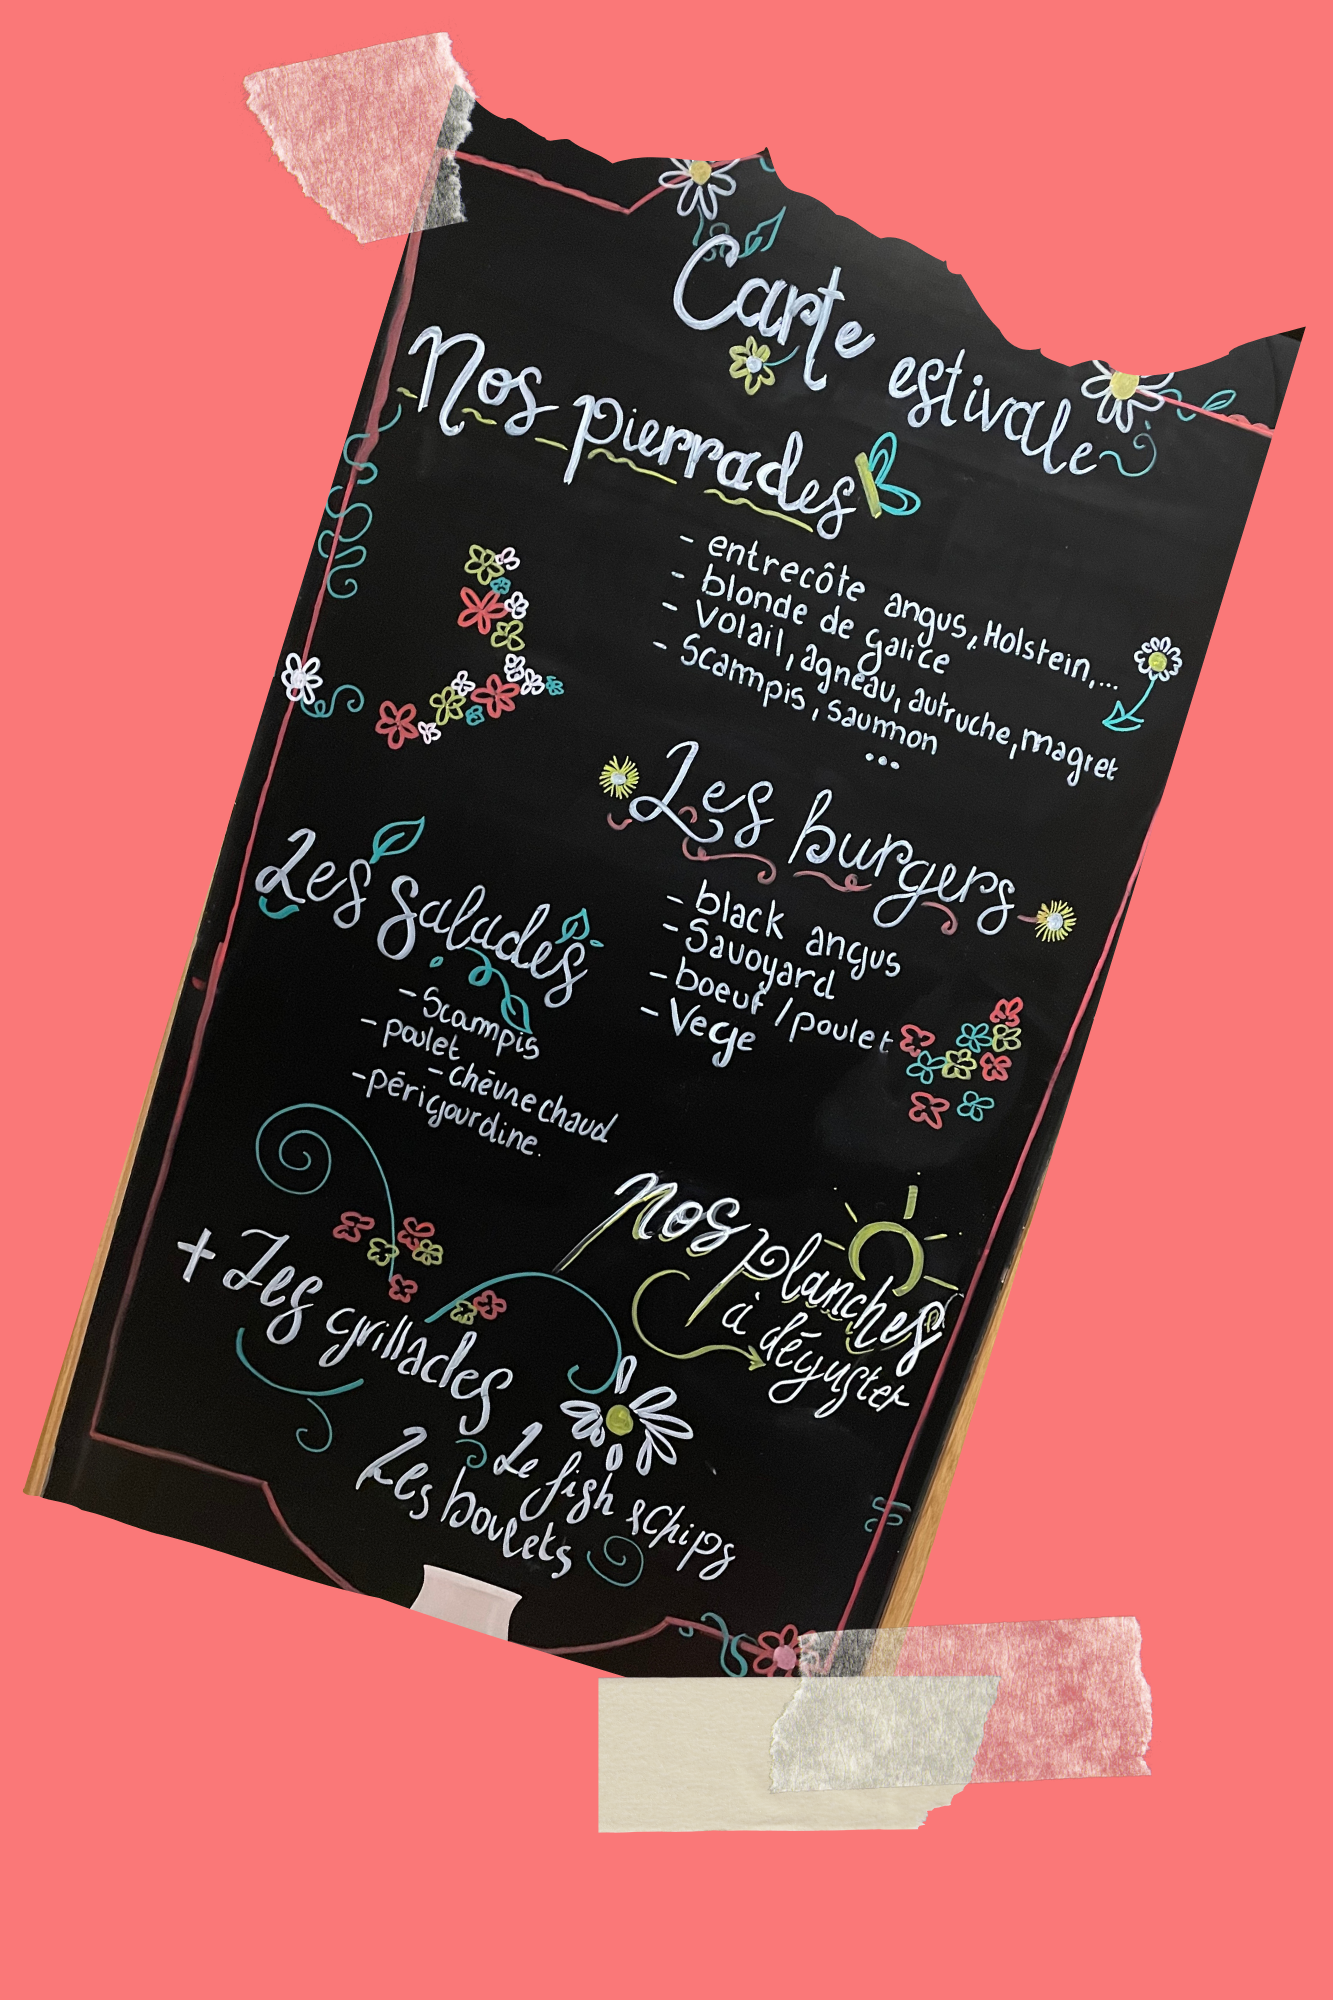 Carte estivale
Nos pierrades
- entrecôte angus, Holstein,...
- blonde de galice
- Volail, agneau, autruche, magret
- Scammpis, saumon
...
Les burgers
- black angus
- Savoyard
- boeuf / poulet
- Vege
Les salades
- Scammpis
- poulet
- chèvre chaud
- périgourdine.
nos planches
à déguster
+ Les grillades
Le fish & Chips
Les boulets